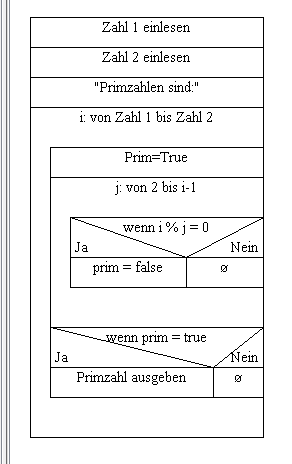 Zahl 1 einlesen
Zahl 2 einlesen
"Primzahlen sind:"
i: von Zahl 1 bis Zahl 2
Prim=True
j: von 2 bis i-1
wenn i % j = 0
Ja Nein
prim = false ø
wenn prim = true
Ja Nein
Primzahl ausgeben ø